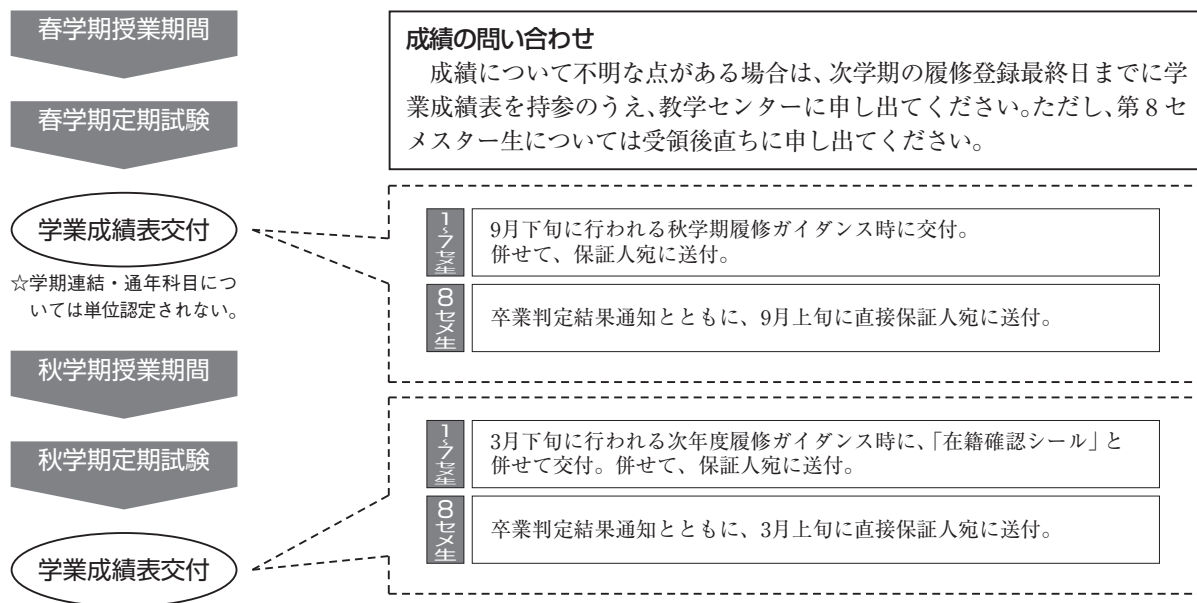 春学期授業期間
春学期定期試験
学業成績表交付
☆学期連結・通年科目につ
いては単位認定されない。
秋学期授業期間
秋学期定期試験
学業成績表交付
成績の問い合わせ
成績について不明な点がある場合は、次学期の履修登録最終日までに学
業成績表を持参のうえ、教学センターに申し出てください。ただし、第8セ
メスター生については受領後直ちに申し出てください。
1〜7セメ生
9月下旬に行われる秋学期履修ガイダンス時に交付。
併せて、保証人宛に送付。
8セメ生
卒業判定結果通知とともに、9月上旬に直接保証人宛に送付。
1〜7セメ生
3月下旬に行われる次年度履修ガイダンス時に、「在籍確認シール」と
併せて交付。併せて、保証人宛に送付。
8セメ生
卒業判定結果通知とともに、3月上旬に直接保証人宛に送付。